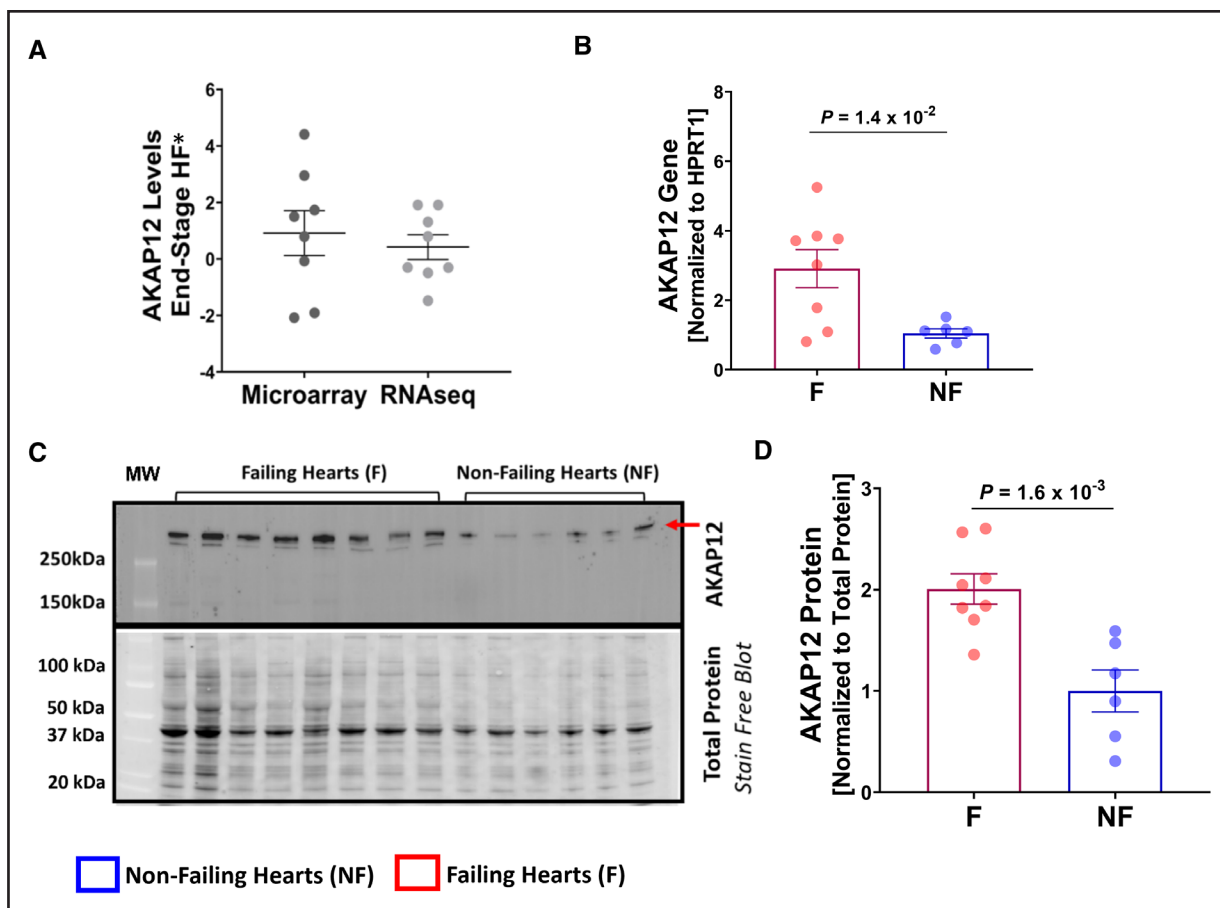 A
AKAP12 Levels
End-Stage HF*
6
4
2
0
-2
-4
Microarray RNAseq
B
AKAP12 Gene
[Normalized to HPRT1]
8
6
4
2
0
P = 1.4 x 10-2
F NF
C
MW Failing Hearts (F) Non-Failing Hearts (NF)
250kDa
150kDa
AKAP12
100 kDa
50 kDa
37 kDa
20 kDa
Total Protein
Stain Free Blot
D
AKAP12 Protein
[Normalized to Total Protein]
3
2
1
0
P = 1.6 x 10-3
F NF
Non-Failing Hearts (NF) Failing Hearts (F)